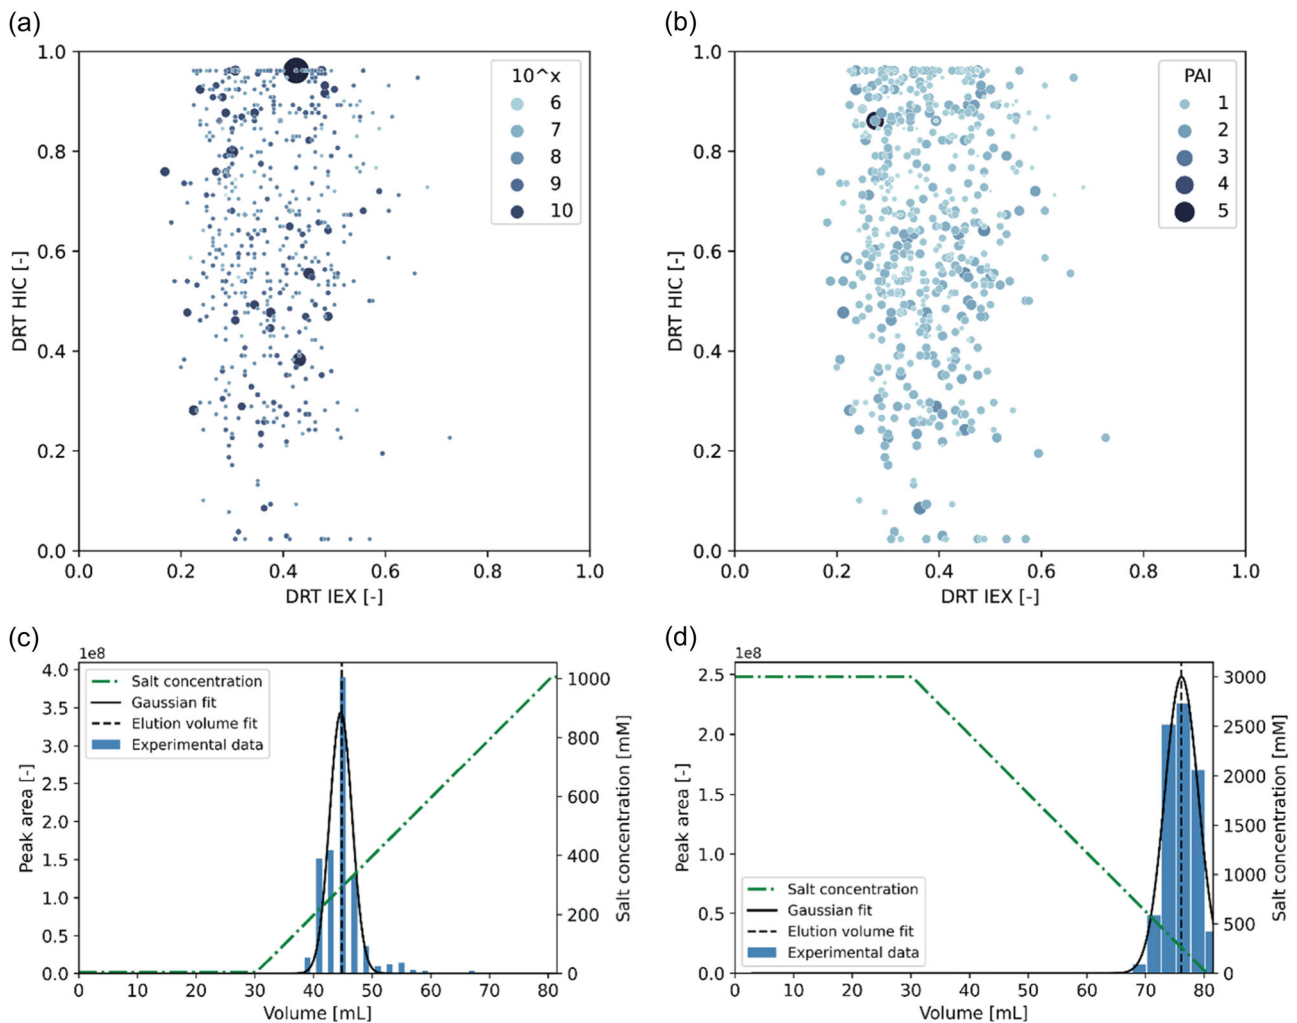 (a)
1.0
0.8
0.6
0.4
0.2
0.0
DRT HIC [-]
0.0 0.2 0.4 0.6 0.8 1.0
DRT IEX [-]
10^x
6
7
8
9
10
(b)
1.0
0.8
0.6
0.4
0.2
0.0
DRT HIC [-]
0.0 0.2 0.4 0.6 0.8 1.0
DRT IEX [-]
PAI
1
2
3
4
5
(c)
1e8
4.0
3.5
3.0
2.5
2.0
1.5
1.0
0.5
0.0
Peak area [-]
Salt concentration
Gaussian fit
Elution volume fit
Experimental data
1000
800
600
400
200
0
Salt concentration [mM]
0 10 20 30 40 50 60 70 80
Volume [mL]
(d)
1e8
2.5
2.0
1.5
1.0
0.5
0.0
Peak area [-]
Salt concentration
Gaussian fit
Elution volume fit
Experimental data
3000
2500
2000
1500
1000
500
0
Salt concentration [mM]
0 10 20 30 40 50 60 70 80
Volume [mL]